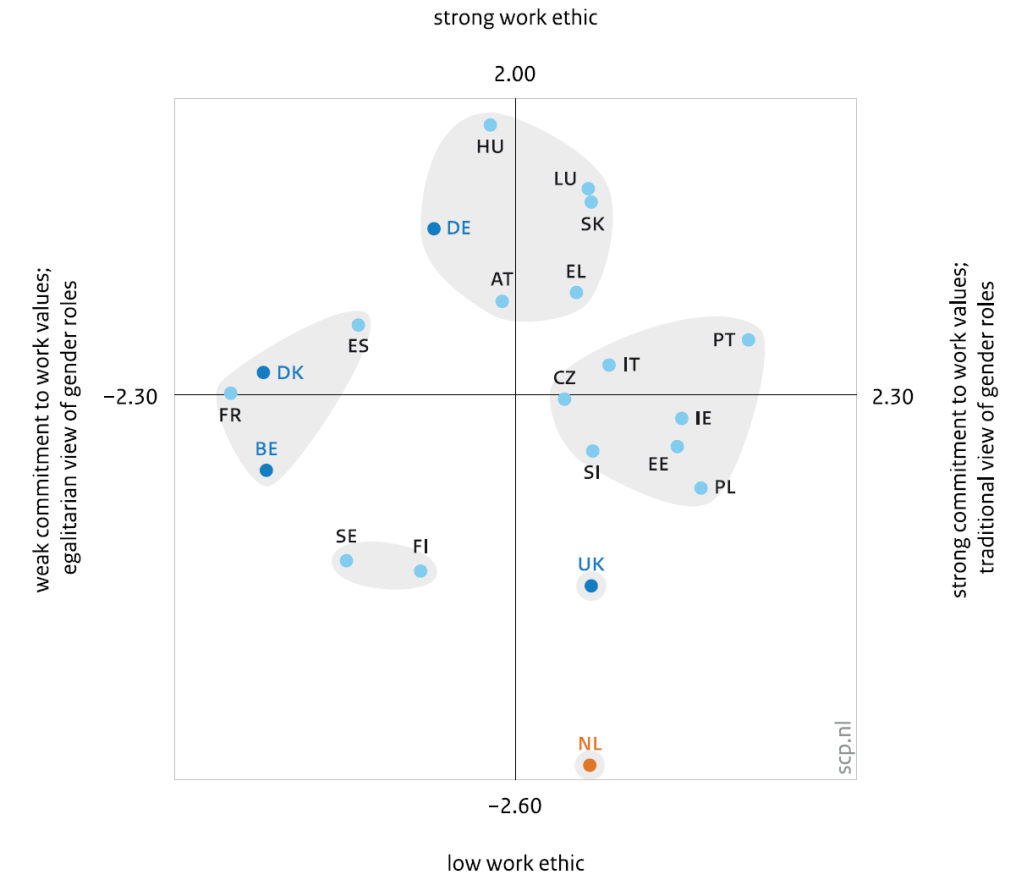 strong work ethic
2.00
HU
LU
SK
DE
AT
EL
ES
DK
FR
BE
PT
IT
CZ
IE
EE
SI
PL
−2.30
2.30
weak commitment to work values;
egalitarian view of gender roles
strong commitment to work values;
traditional view of gender roles
SE
FI
UK
NL
scp.nl
−2.60
low work ethic